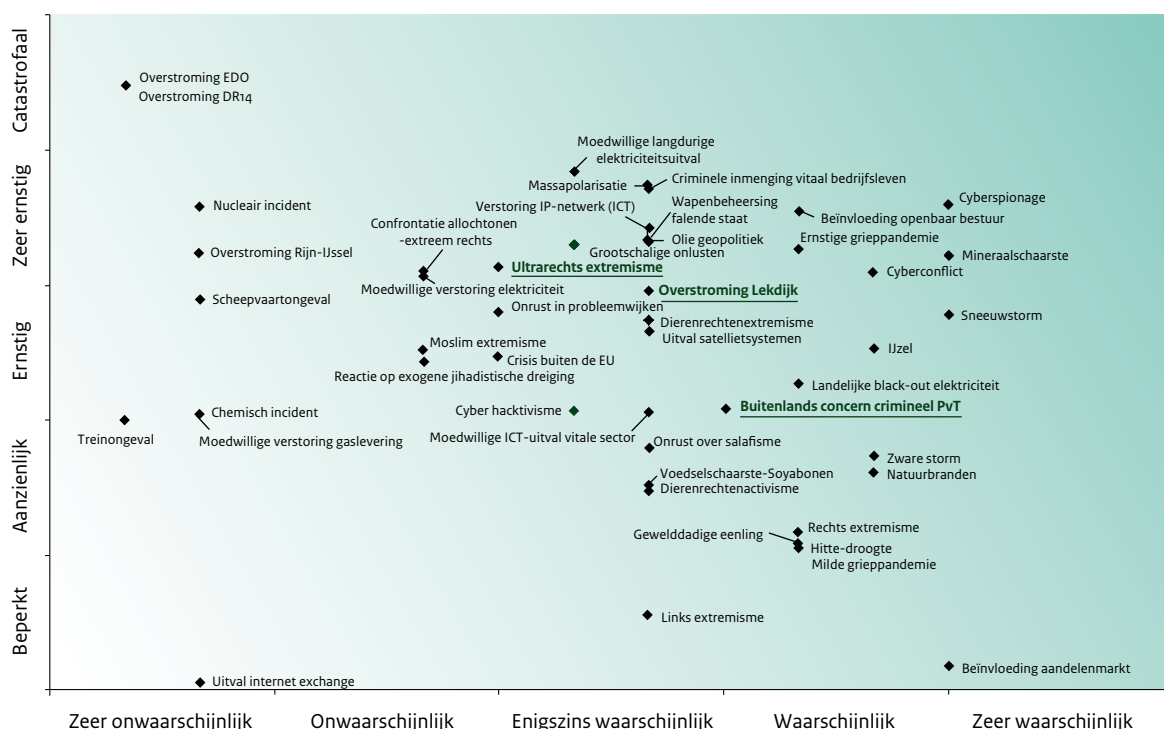 Catastrofaal
Zeer ernstig
Ernstig
Aanzienlijk
Beperkt
Overstroming EDO
Overstroming DR14
Moedwillige langdurige
elektriciteitsuitval
Massapolarisatie
Criminele inmenging vitaal bedrijfsleven
Nucleair incident
Verstoring IP-netwerk (ICT)
Wapenbeheersing
falende staat
Cyberspionage
Beïnvloeding openbaar bestuur
Confrontatie allochtonen
-extreem rechts
Olie geopolitiek
Ernstige grieppandemie
Overstroming Rijn-IJssel
Grootschalige onlusten
Mineraalschaarste
Ultrarechts extremisme
Cyberconflict
Moedwillige verstoring elektriciteit
Overstroming Lekdijk
Scheepvaartongeval
Onrust in probleemwijken
Sneeuwstorm
Dierenrechtenextremisme
Uitval satellietsystemen
Moslim extremisme
IJzel
Crisis buiten de EU
Reactie op exogene jihadistische dreiging
Landelijke black-out elektriciteit
Chemisch incident
Cyber hacktivisme
Buitenlands concern crimineel PvT
Treinongeval
Moedwillige verstoring gaslevering
Moedwillige ICT-uitval vitale sector
Onrust over salafisme
Zware storm
Voedselschaarste-Soyabonen
Natuurbranden
Dierenrechtenactivisme
Rechts extremisme
Gewelddadige eenling
Hitte-droogte
Milde grieppandemie
Links extremisme
Beïnvloeding aandelenmarkt
Uitval internet exchange
Zeer onwaarschijnlijk
Onwaarschijnlijk
Enigszins waarschijnlijk
Waarschijnlijk
Zeer waarschijnlijk